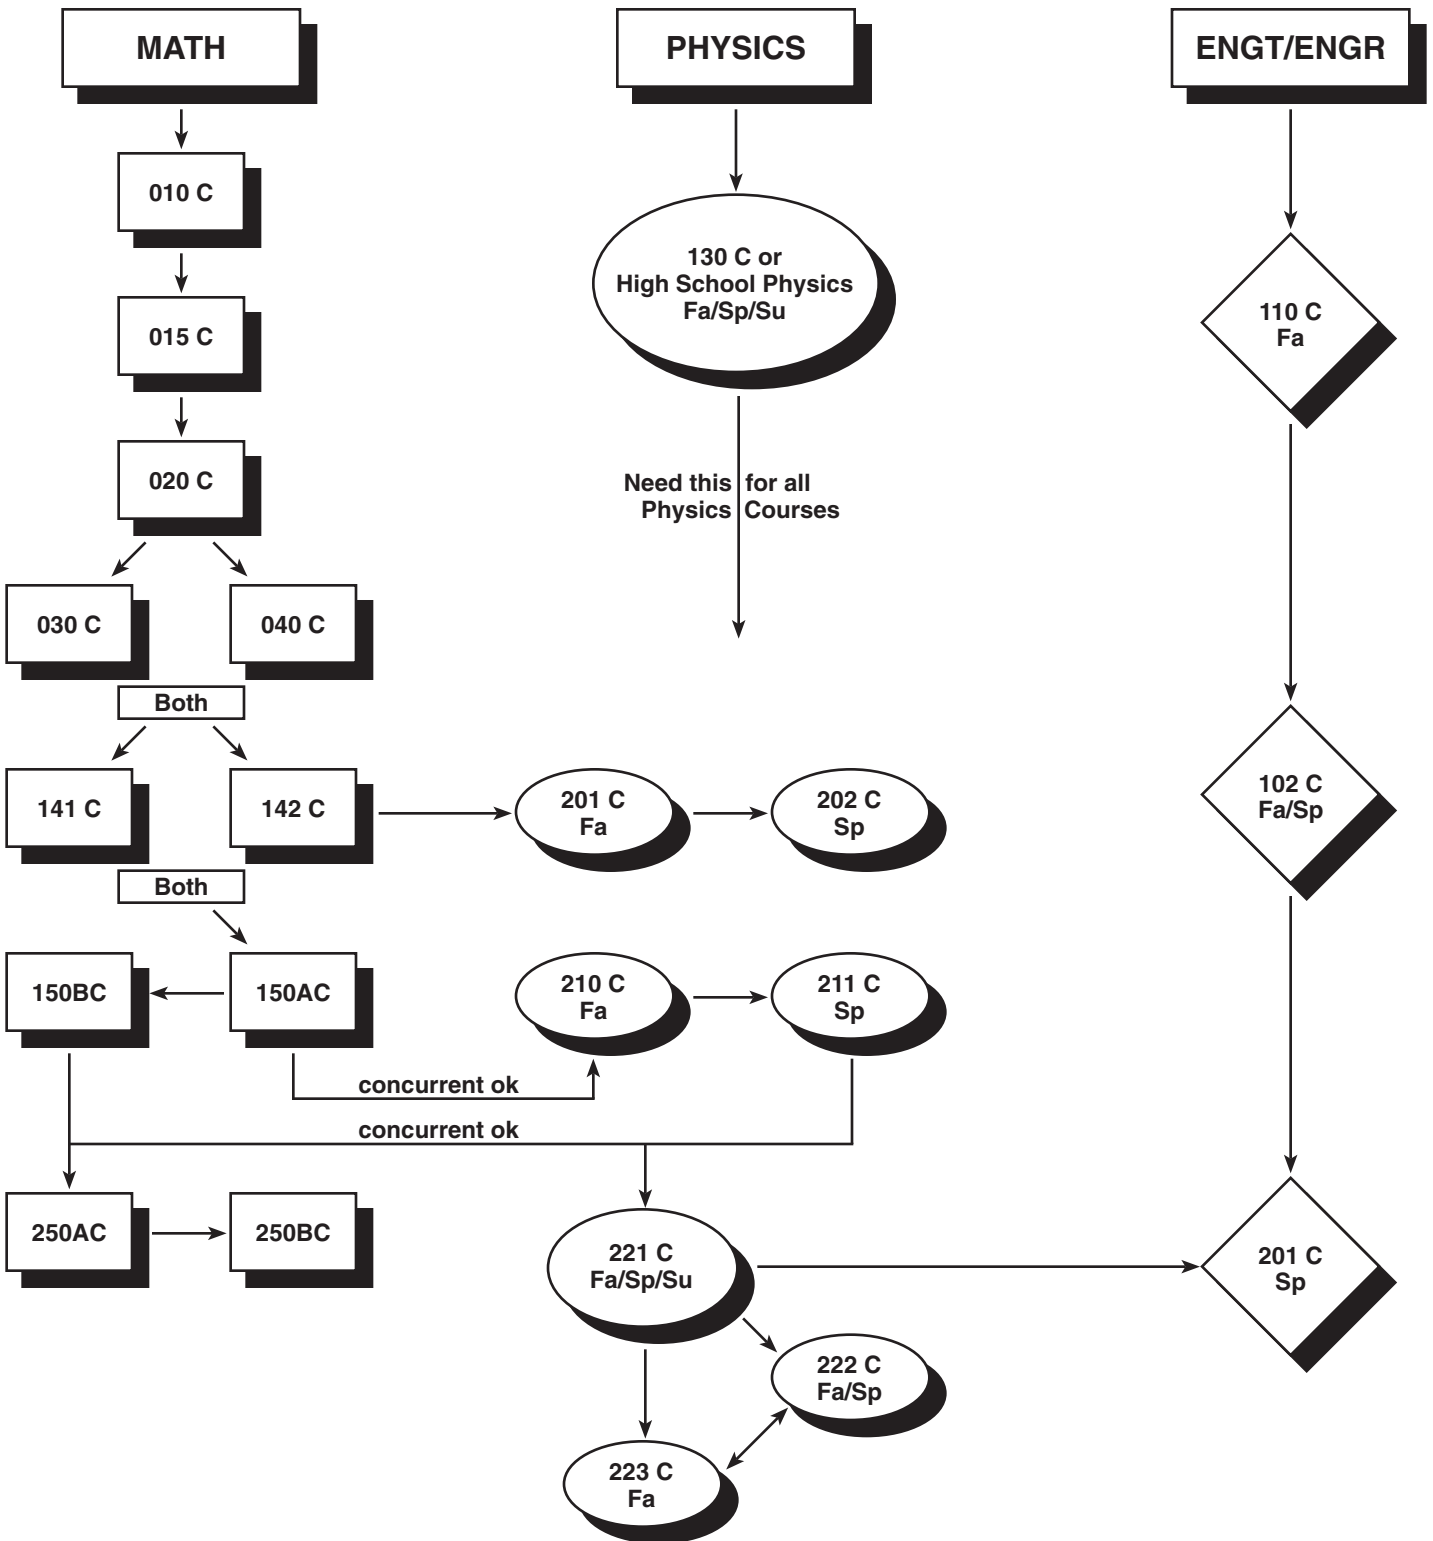 MATH
PHYSICS
ENGT/ENGR
010 C
130 C or
High School Physics
Fa/Sp/Su
110 C
Fa
015 C
020 C
Need this for all
Physics Courses
030 C
040 C
Both
141 C
142 C
201 C
Fa
202 C
Sp
102 C
Fa/Sp
Both
150BC
150AC
210 C
Fa
211 C
Sp
concurrent ok
concurrent ok
250AC
250BC
221 C
Fa/Sp/Su
201 C
Sp
222 C
Fa/Sp
223 C
Fa